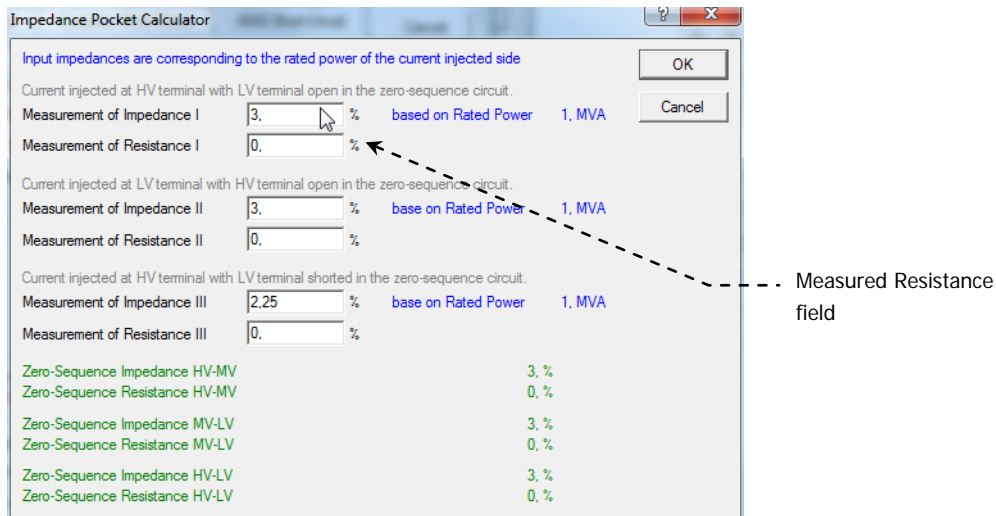 Impedance Pocket Calculator
Input impedances are corresponding to the rated power of the current injected side
OK
Current injected at HV terminal with LV terminal open in the zero-sequence circuit.
Cancel
Measurement of Impedance I 3, % based on Rated Power 1, MVA
Measurement of Resistance I 0, %
Current injected at LV terminal with HV terminal open in the zero-sequence circuit.
Measurement of Impedance II 3, % base on Rated Power 1, MVA
Measurement of Resistance II 0, %
Current injected at HV terminal with LV terminal shorted in the zero-sequence circuit.
Measurement of Impedance III 2,25 % base on Rated Power 1, MVA
Measurement of Resistance III 0, %
Measured Resistance
field
Zero-Sequence Impedance HV-MV 3, %
Zero-Sequence Resistance HV-MV 0, %
Zero-Sequence Impedance MV-LV 3, %
Zero-Sequence Resistance MV-LV 0, %
Zero-Sequence Impedance HV-LV 3, %
Zero-Sequence Resistance HV-LV 0, %